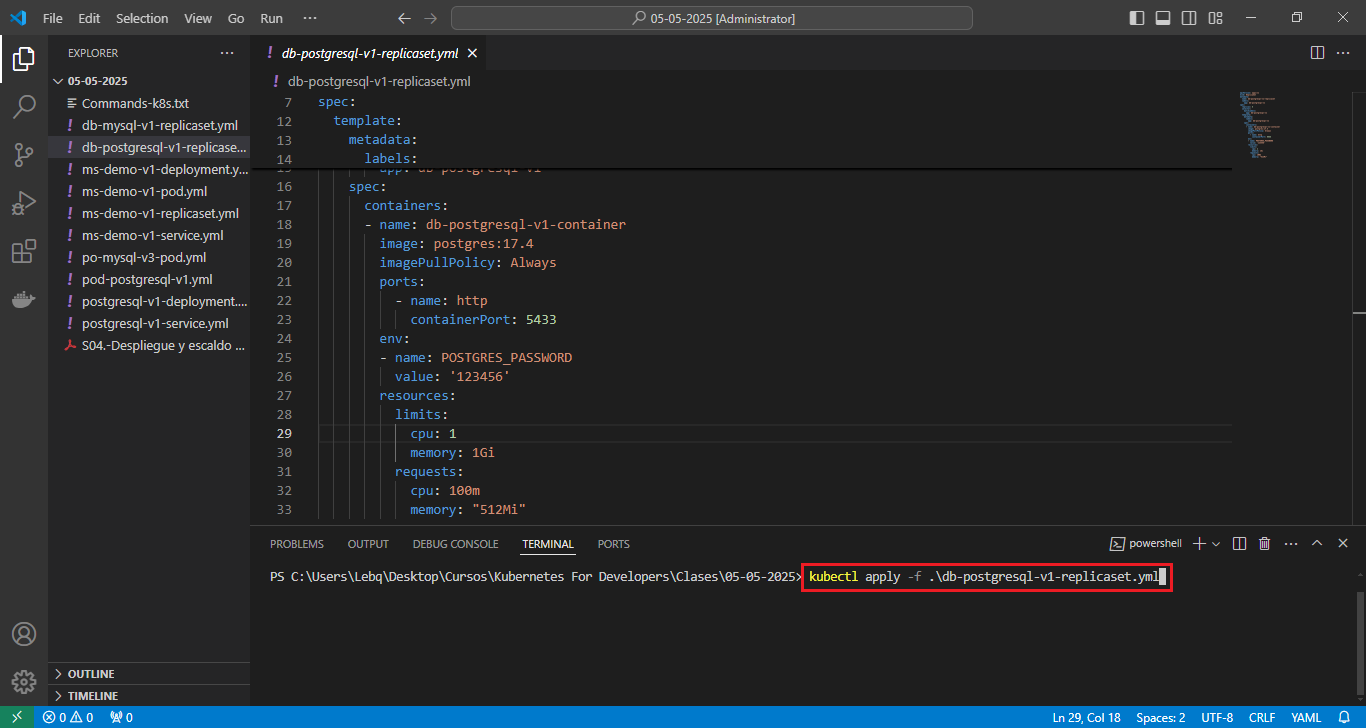 File Edit Selection View Go Run ···
05-05-2025 [Administrator]
EXPLORER ···
05-05-2025
Commands-k8s.txt
! db-mysql-v1-replicaset.yml
! db-postgresql-v1-replicase...
! ms-demo-v1-deployment.y...
! ms-demo-v1-pod.yml
! ms-demo-v1-replicaset.yml
! ms-demo-v1-service.yml
! po-mysql-v3-pod.yml
! pod-postgresql-v1.yml
! postgresql-v1-deployment....
! postgresql-v1-service.yml
S04.-Despliegue y escaldo ...
OUTLINE
TIMELINE
! db-postgresql-v1-replicaset.yml
! db-postgresql-v1-replicaset.yml
7 spec:
12 template:
13 metadata:
14 labels:
15 app: db-postgresql-v1
16 spec:
17 containers:
18 - name: db-postgresql-v1-container
19 image: postgres:17.4
20 imagePullPolicy: Always
21 ports:
22 - name: http
23 containerPort: 5433
24 env:
25 - name: POSTGRES_PASSWORD
26 value: '123456'
27 resources:
28 limits:
29 cpu: 1
30 memory: 1Gi
31 requests:
32 cpu: 100m
33 memory: "512Mi"
PROBLEMS OUTPUT DEBUG CONSOLE TERMINAL PORTS
powershell
PS C:\Users\Lebq\Desktop\Cursos\Kubernetes For Developers\Clases\05-05-2025> kubectl apply -f .\db-postgresql-v1-replicaset.yml
0 0 0
Ln 29, Col 18 Spaces: 2 UTF-8 CRLF YAML